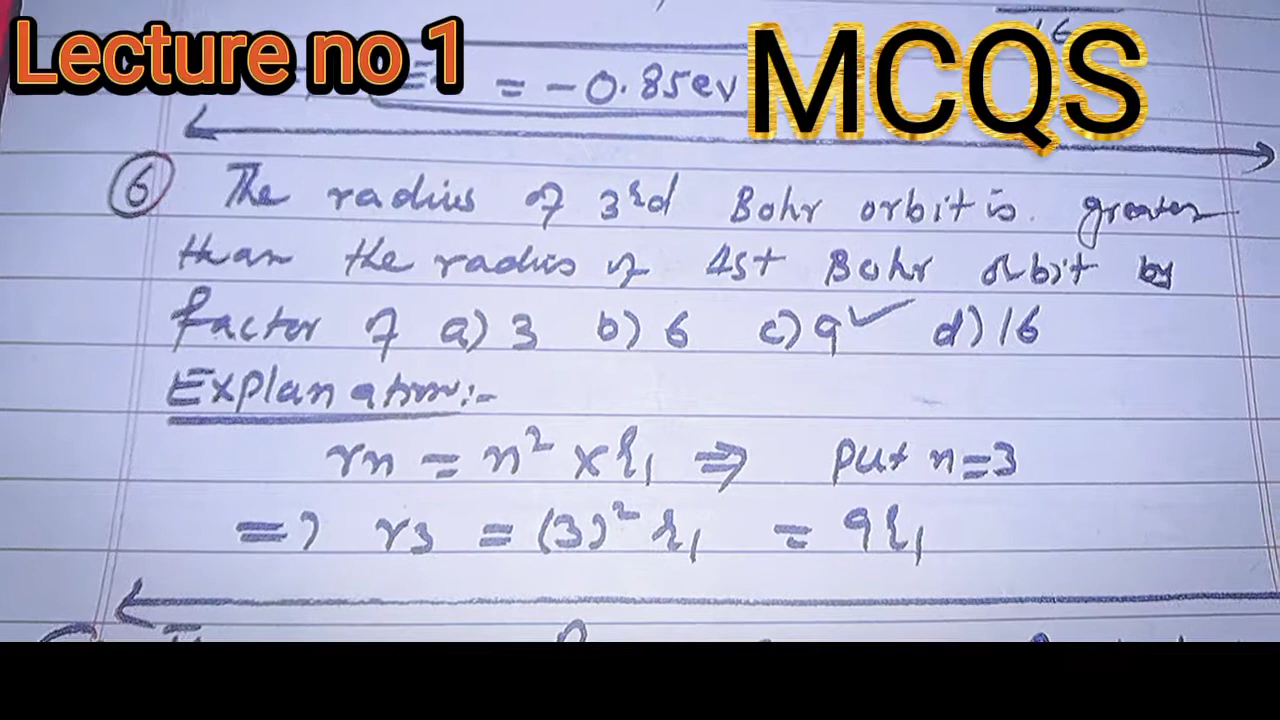 Lecture no 1
MCQS
16
= -0.85ev
6 The radius of 3rd Bohr orbit is. greater
than the radius of 1st Bohr orbit by
factor of a) 3 b) 6 c) 9 ✓ d) 16
Explanation:-
rn = n² × r₁ ⇒ put n=3
=> r3 = (3)² r₁ = 9r₁